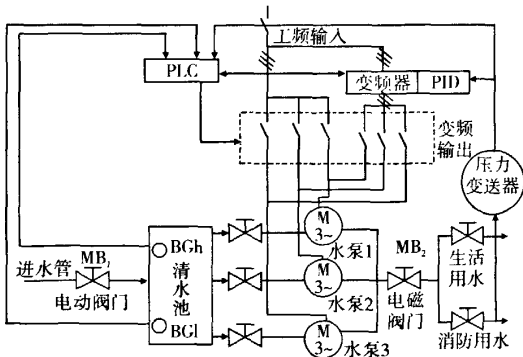 工频输入
PLC
变频器
PID
变频
输出
压力
变送器
BGh
MB₁
进水管
电动阀门
清水池
BGl
M
3~
水泵1
M
3~
水泵2
M
3~
水泵3
MB₂
电磁
阀门
生活
用水
消防用水